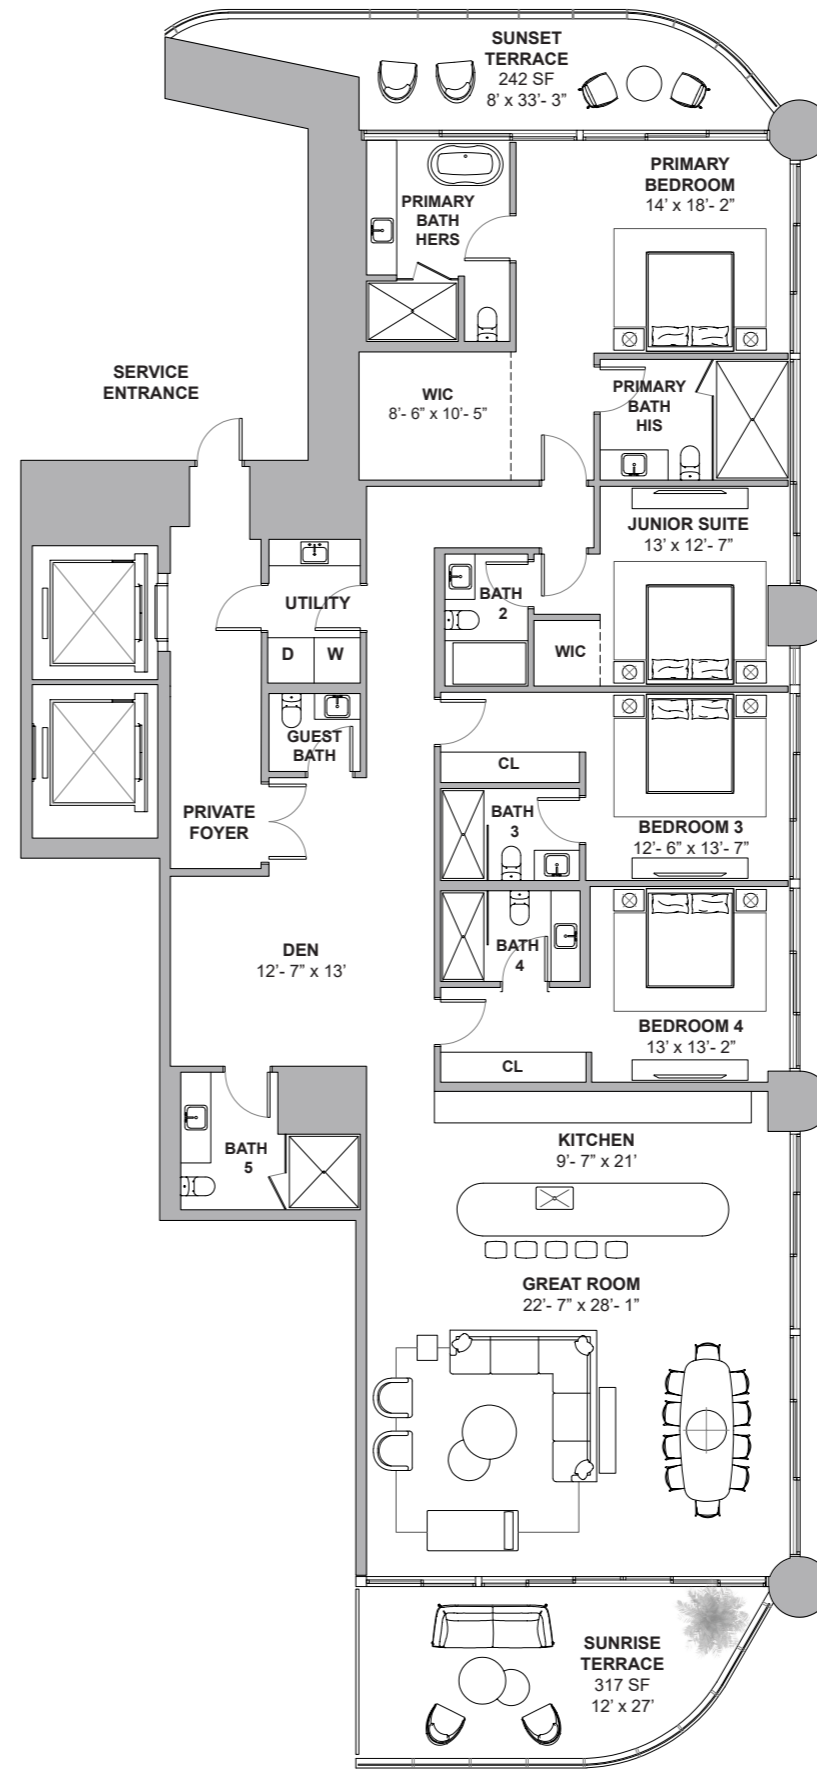 SUNSET
TERRACE
242 SF
8’ x 33’- 3”
PRIMARY
BEDROOM
14’ x 18’- 2”
PRIMARY
BATH
HERS
SERVICE
ENTRANCE
WIC
8’- 6” x 10’- 5”
PRIMARY
BATH
HIS
JUNIOR SUITE
13’ x 12’- 7”
UTILITY
BATH
2
D W
WIC
GUEST
BATH
CL
PRIVATE
FOYER
BATH
3
BEDROOM 3
12’- 6” x 13’- 7”
DEN
12’- 7” x 13’
BATH
4
BEDROOM 4
13’ x 13’- 2”
CL
BATH
5
KITCHEN
9’- 7” x 21’
GREAT ROOM
22’- 7” x 28’- 1”
SUNRISE
TERRACE
317 SF
12’ x 27’